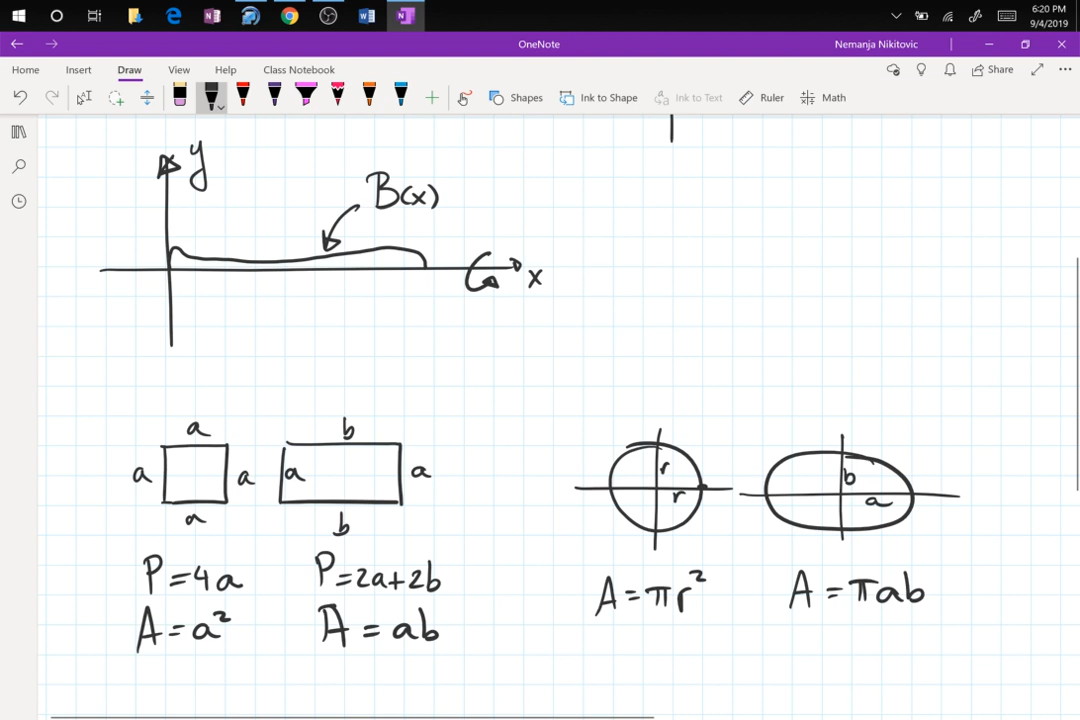 6:20 PM
9/4/2019
OneNote
Nemanja Nikitovic
Home Insert Draw View Help Class Notebook
Share
Shapes Ink to Shape Ink to Text Ruler Math
y
B(x)
x
a
a a
a
b
a a
b
r
r
b
a
P=4a
A=a²
P=2a+2b
A=ab
A=πr²
A=πab